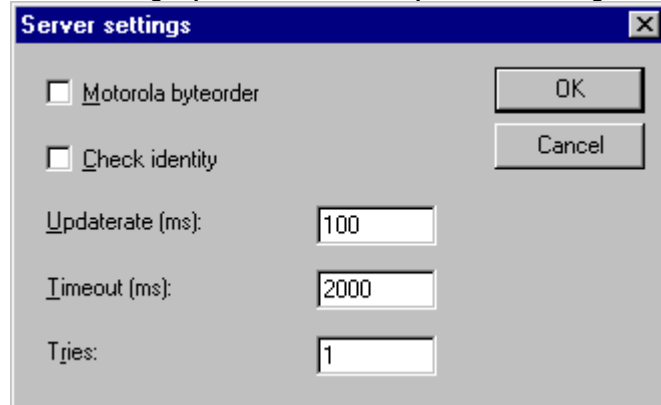 Server settings
Motorola byteorder
OK
Check identity
Cancel
Updaterate (ms):
100
Timeout (ms):
2000
Tries:
1